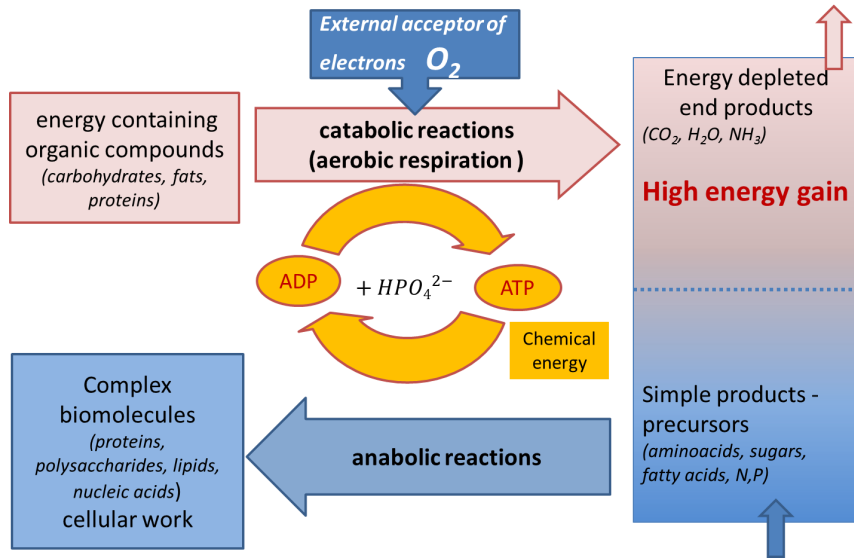 External acceptor of
electrons O₂
energy containing
organic compounds
(carbohydrates, fats,
proteins)
catabolic reactions
(aerobic respiration )
Energy depleted
end products
(CO₂, H₂O, NH₃)
High energy gain
ADP
+ HPO₄²⁻
ATP
Chemical
energy
Complex
biomolecules
(proteins,
polysaccharides, lipids,
nucleic acids)
cellular work
anabolic reactions
Simple products -
precursors
(aminoacids, sugars,
fatty acids, N,P)